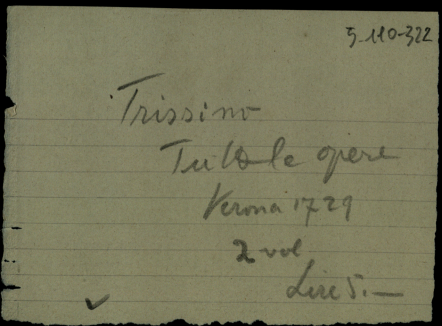 5-110-322
Trissino
Tutte le opere
Verona 1729
2 vol
Lire 5.—